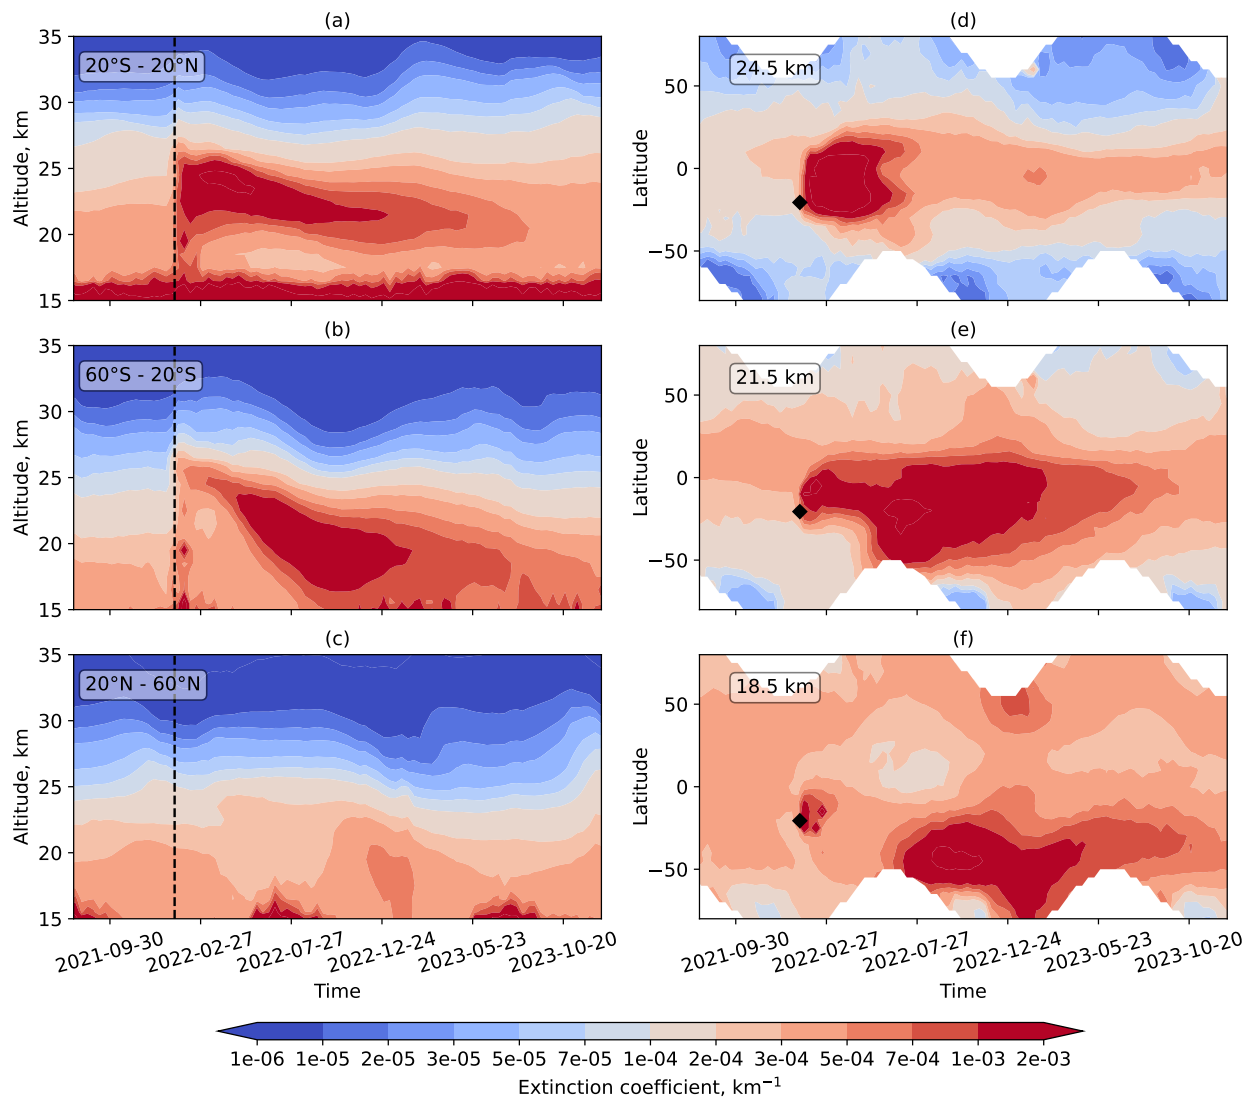 (a)
35
30
25
20
15
Altitude, km
20°S - 20°N
(d)
50
0
−50
Latitude
24.5 km
(b)
35
30
25
20
15
Altitude, km
60°S - 20°S
(e)
50
0
−50
Latitude
21.5 km
(c)
35
30
25
20
15
Altitude, km
20°N - 60°N
2021-09-30 2022-02-27 2022-07-27 2022-12-24 2023-05-23 2023-10-20
Time
(f)
50
0
−50
Latitude
18.5 km
2021-09-30 2022-02-27 2022-07-27 2022-12-24 2023-05-23 2023-10-20
Time
1e-06 1e-05 2e-05 3e-05 5e-05 7e-05 1e-04 2e-04 3e-04 5e-04 7e-04 1e-03 2e-03
Extinction coefficient, km⁻¹